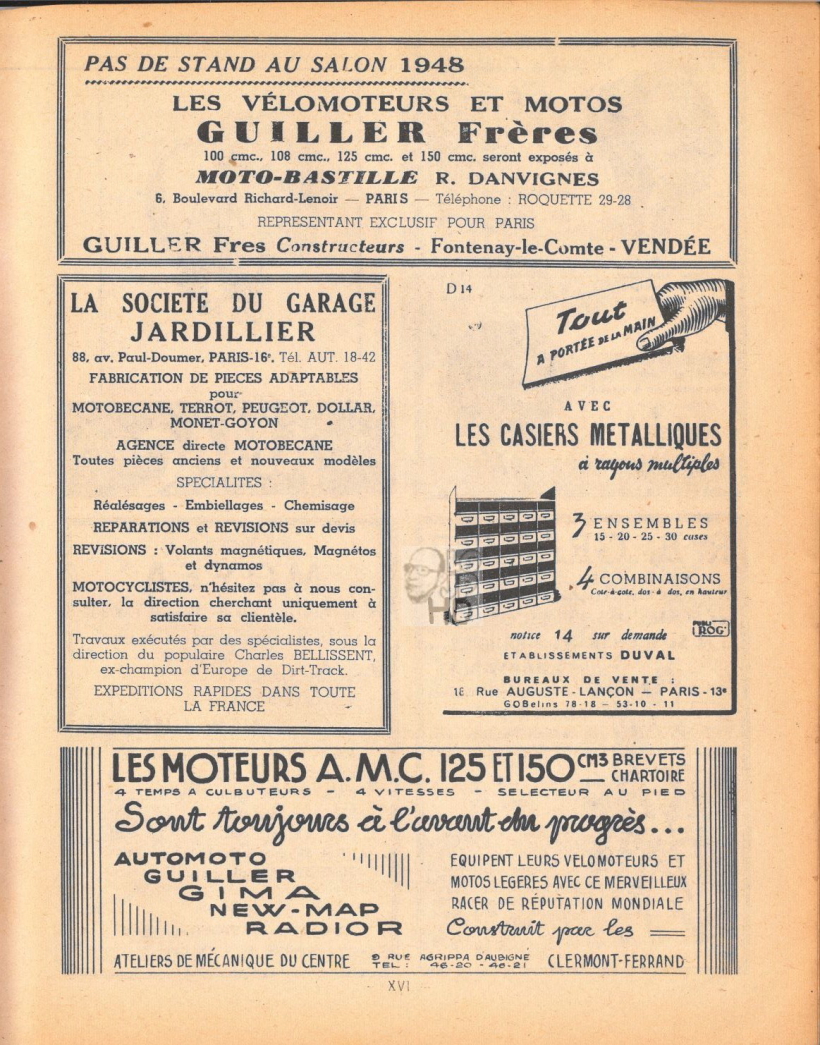 PAS DE STAND AU SALON 1948
LES VÉLOMOTEURS ET MOTOS
GUILLER Frères
100 cmc., 108 cmc., 125 cmc. et 150 cmc. seront exposés à
MOTO-BASTILLE R. DANVIGNES
6, Boulevard Richard-Lenoir — PARIS — Téléphone : ROQUETTE 29-28
REPRESENTANT EXCLUSIF POUR PARIS
GUILLER Fres Constructeurs - Fontenay-le-Comte - VENDÉE
LA SOCIETE DU GARAGE
JARDILLIER
88, av. Paul-Doumer, PARIS-16e. Tél. AUT. 18-42
FABRICATION DE PIECES ADAPTABLES
pour
MOTOBECANE, TERROT, PEUGEOT, DOLLAR,
MONET-GOYON
AGENCE directe MOTOBECANE
Toutes pièces anciens et nouveaux modèles
SPECIALITES :
Réalésages - Embiellages - Chemisage
REPARATIONS et REVISIONS sur devis
REVISIONS : Volants magnétiques, Magnétos
et dynamos
MOTOCYCLISTES, n'hésitez pas à nous con-
sulter, la direction cherchant uniquement à
satisfaire sa clientèle.
Travaux exécutés par des spécialistes, sous la
direction du populaire Charles BELLISSENT,
ex-champion d'Europe de Dirt-Track.
EXPEDITIONS RAPIDES DANS TOUTE
LA FRANCE
D 14
Tout
A PORTÉE DE LA MAIN
AVEC
LES CASIERS METALLIQUES
à rayons multiples
3 ENSEMBLES
15 - 20 - 25 - 30 cases
4 COMBINAISONS
Cote-à-cote, dos-à dos, en hauteur
HD
notice 14 sur demande
PUBLI ROG'
ETABLISSEMENTS DUVAL
BUREAUX DE VENTE :
18, Rue AUGUSTE-LANÇON — PARIS-13e
GOBelins 78-18 — 53-10 - 11
LES MOTEURS A.M.C. 125 ET 150 CM3 BREVETS CHARTOIRE
4 TEMPS A CULBUTEURS - 4 VITESSES - SELECTEUR AU PIED
Sont toujours à l'avant du progrès...
AUTOMOTO
GUILLER
GIMA
NEW-MAP
RADIOR
EQUIPENT LEURS VELOMOTEURS ET
MOTOS LEGERES AVEC CE MERVEILLEUX
RACER DE RÉPUTATION MONDIALE
Construit par les
ATELIERS DE MÉCANIQUE DU CENTRE 9 RUE AGRIPPA DAUBIGNÉ TEL : 46-20 - 46-21 CLERMONT-FERRAND
XVI